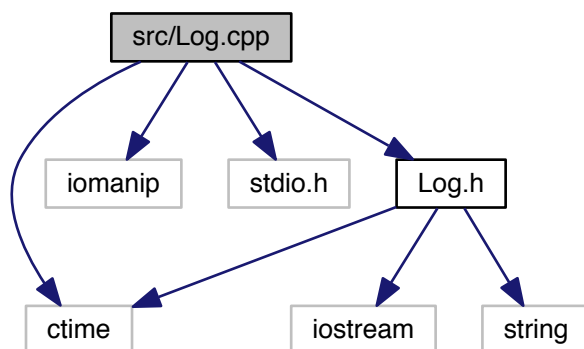 src/Log.cpp
iomanip
stdio.h
Log.h
ctime
iostream
string